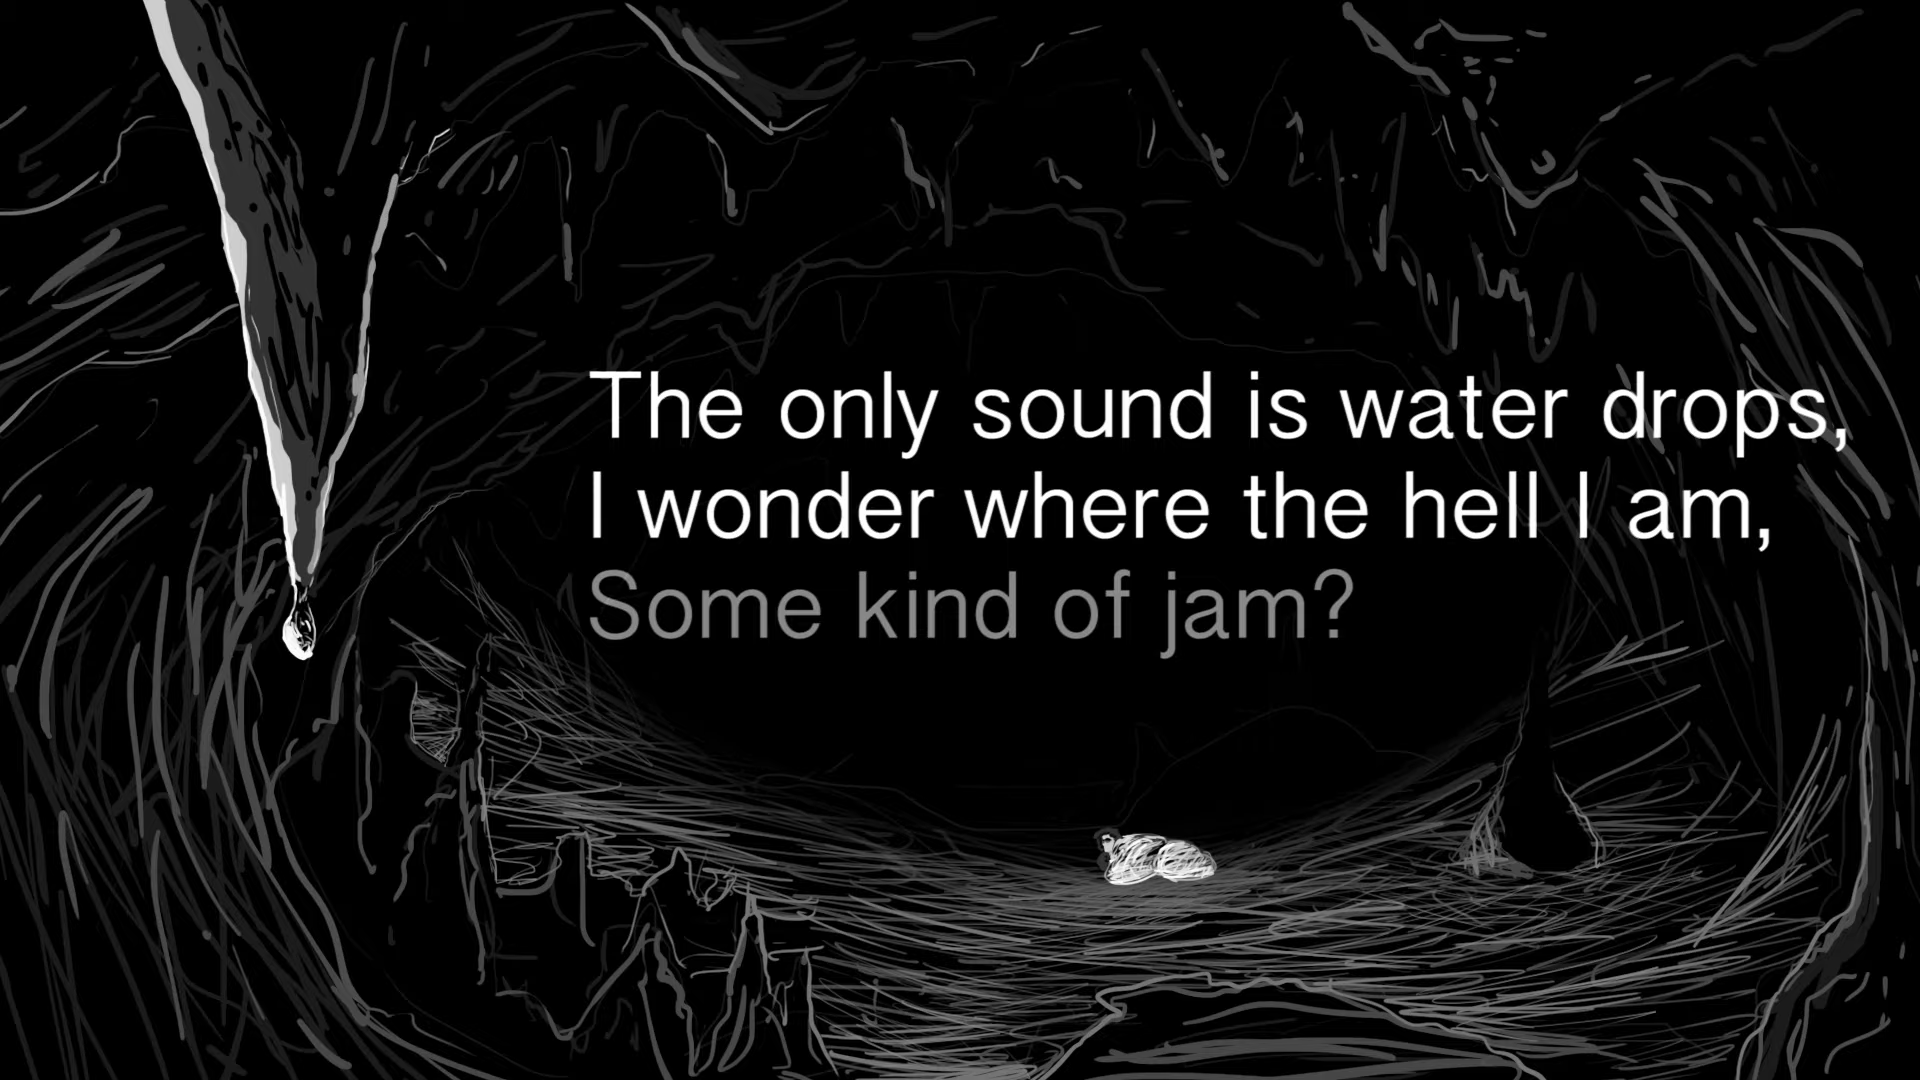 The only sound is water drops,
I wonder where the hell I am,
Some kind of jam?